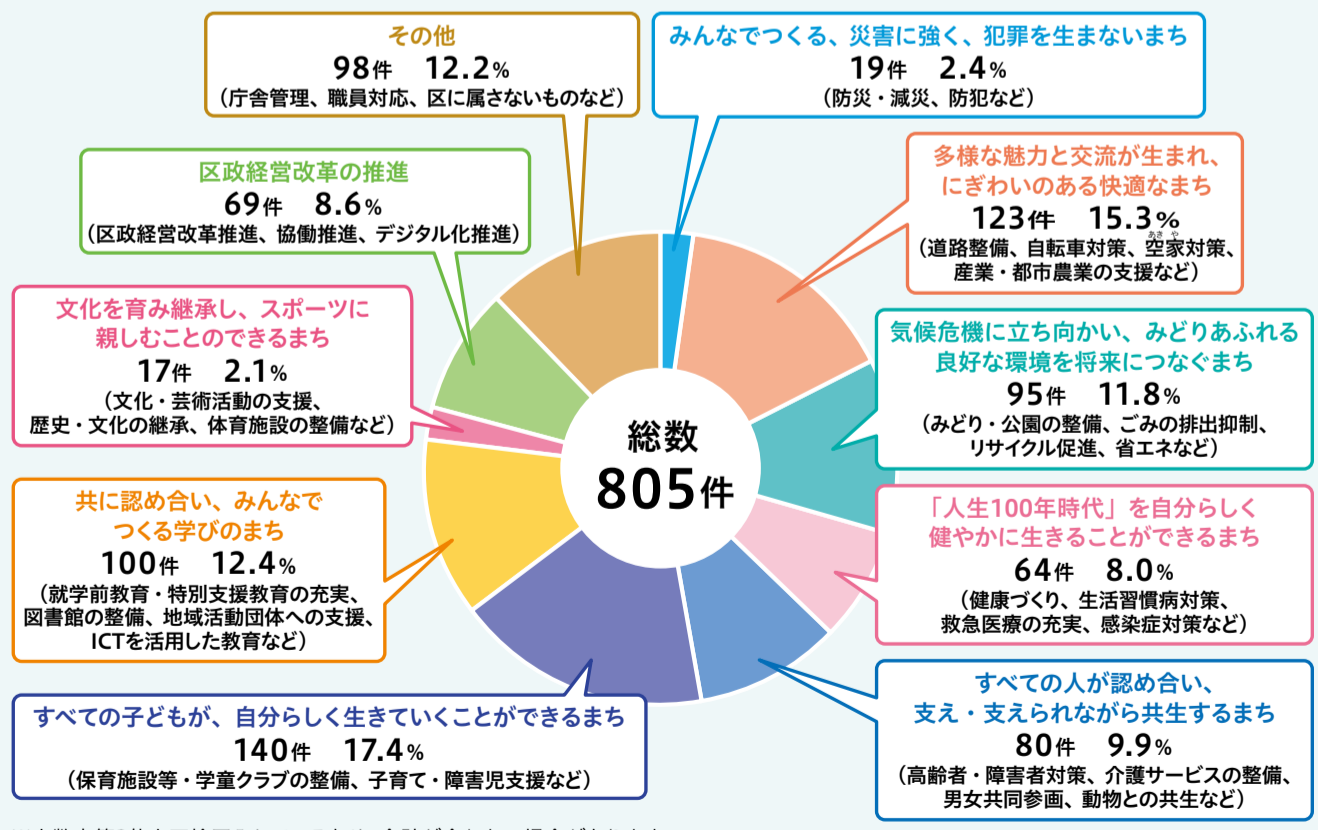 その他
98件 12.2%
(庁舎管理、職員対応、区に属さないものなど)
みんなでつくる、災害に強く、犯罪を生まないまち
19件 2.4%
(防災・減災、防犯など)
多様な魅力と交流が生まれ、
にぎわいのある快適なまち
123件 15.3%
(道路整備、自転車対策、空家対策、
あき や
産業・都市農業の支援など)
気候危機に立ち向かい、みどりあふれる
良好な環境を将来につなぐまち
95件 11.8%
(みどり・公園の整備、ごみの排出抑制、
リサイクル促進、省エネなど)
「人生100年時代」を自分らしく
健やかに生きることができるまち
64件 8.0%
(健康づくり、生活習慣病対策、
救急医療の充実、感染症対策など)
すべての人が認め合い、
支え・支えられながら共生するまち
80件 9.9%
(高齢者・障害者対策、介護サービスの整備、
男女共同参画、動物との共生など)
すべての子どもが、自分らしく生きていくことができるまち
140件 17.4%
(保育施設等・学童クラブの整備、子育て・障害児支援など)
共に認め合い、みんなで
つくる学びのまち
100件 12.4%
(就学前教育・特別支援教育の充実、
図書館の整備、地域活動団体への支援、
ICTを活用した教育など)
文化を育み継承し、スポーツに
親しむことのできるまち
17件 2.1%
(文化・芸術活動の支援、
歴史・文化の継承、体育施設の整備など)
区政経営改革の推進
69件 8.6%
(区政経営改革推進、協働推進、デジタル化推進)
総数
805件